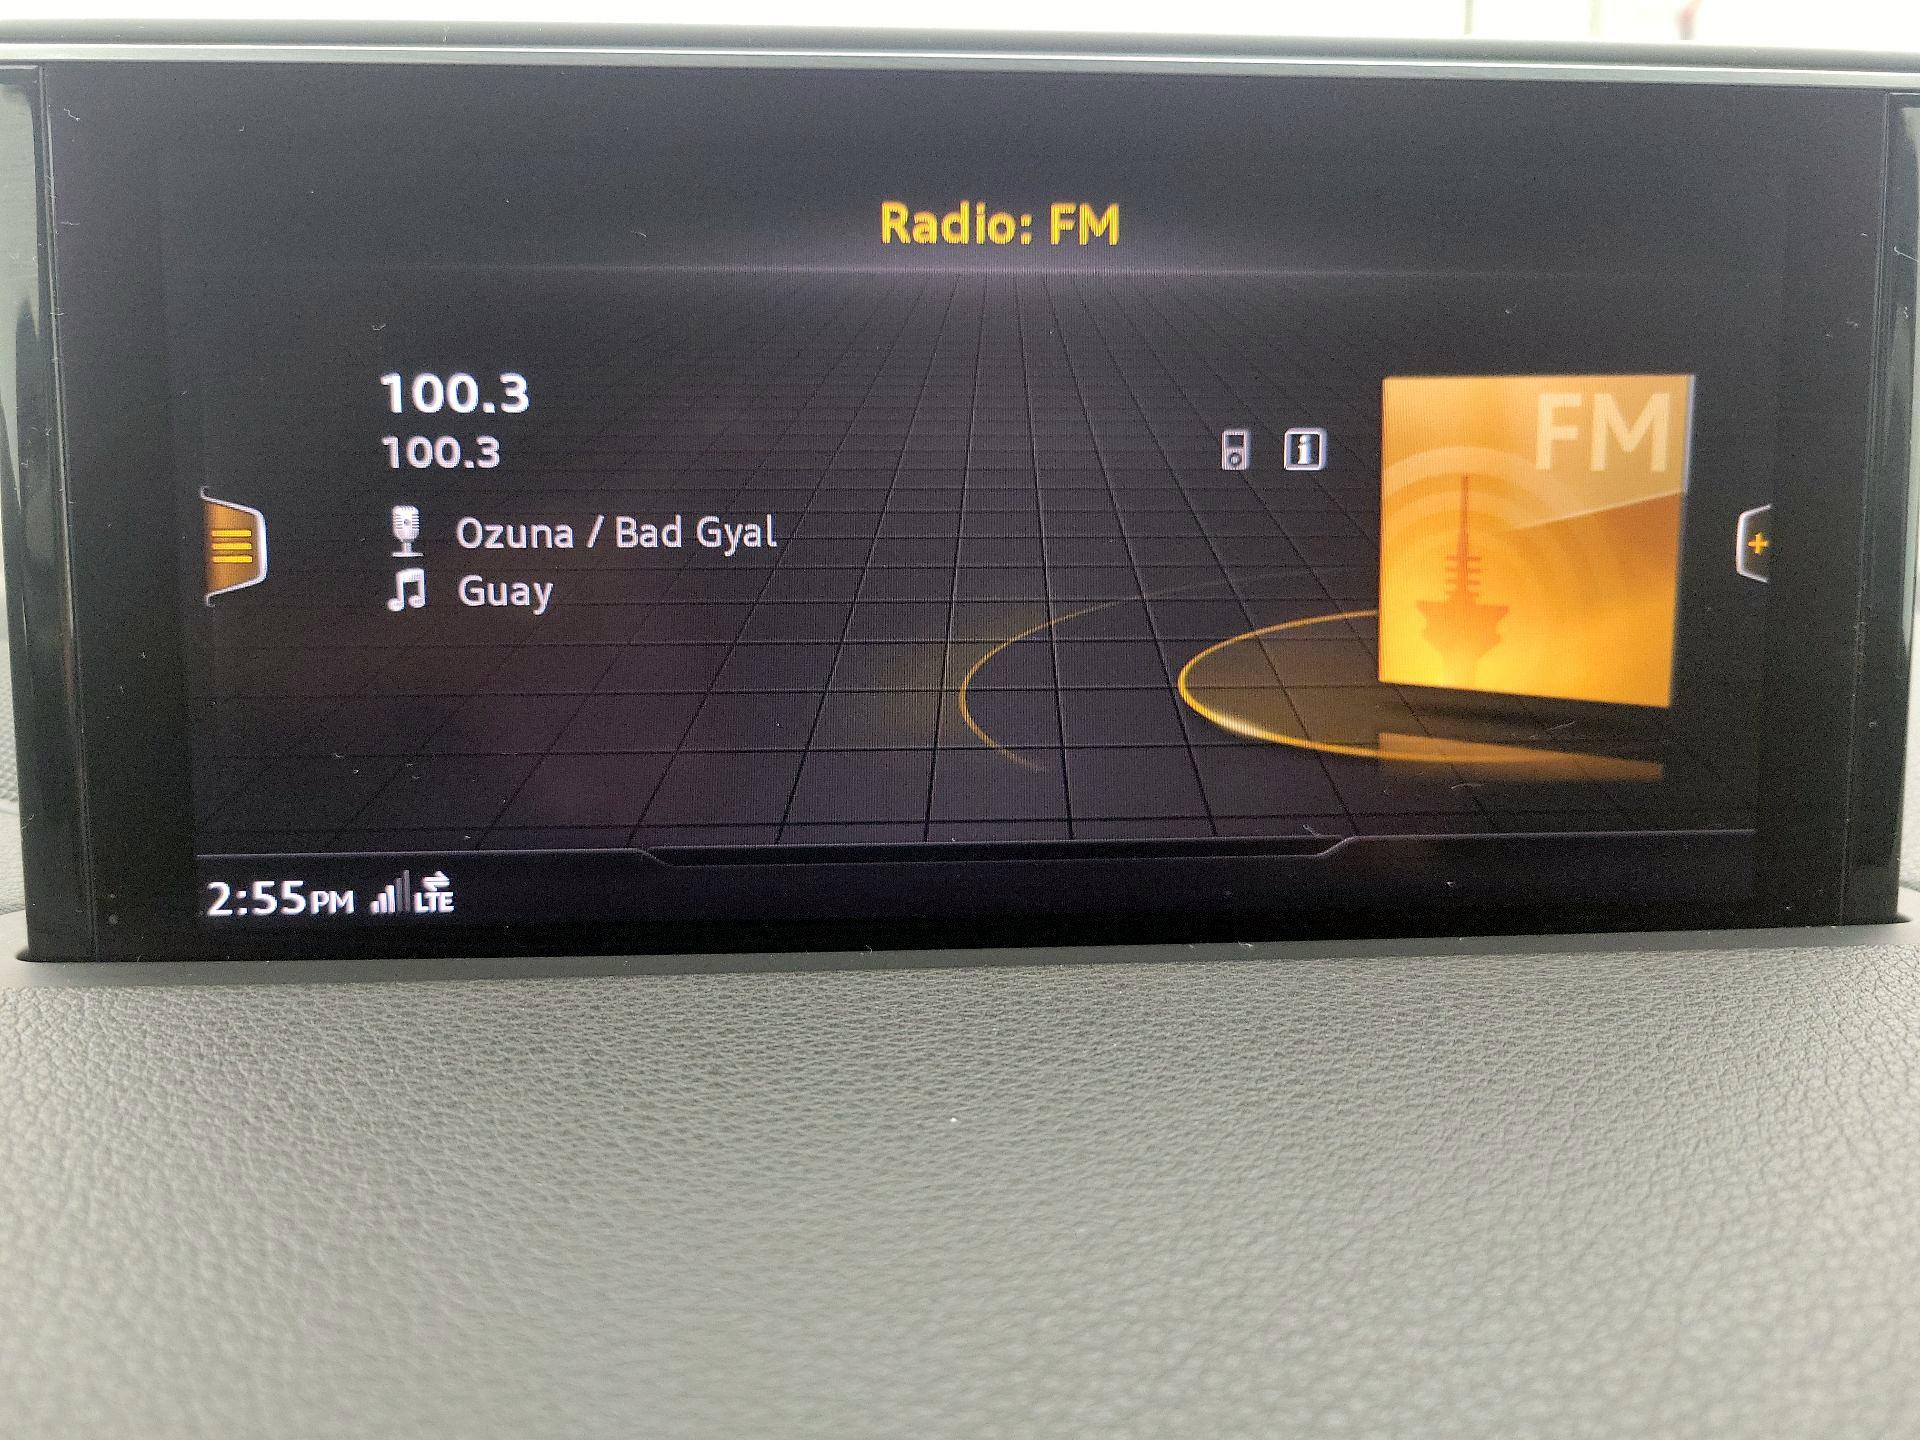 Radio: FM
100.3
100.3
FM
Ozuna / Bad Gyal
Guay
2:55PM LTE